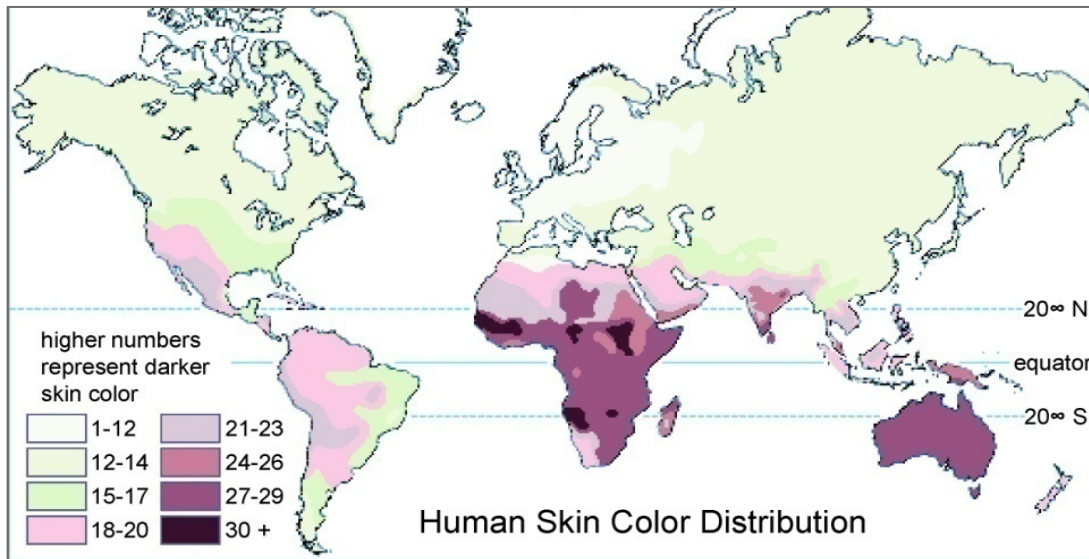 20∞ N
higher numbers
represent darker
skin color
equator
20∞ S
1-12
21-23
12-14
24-26
15-17
27-29
18-20
30 +
Human Skin Color Distribution